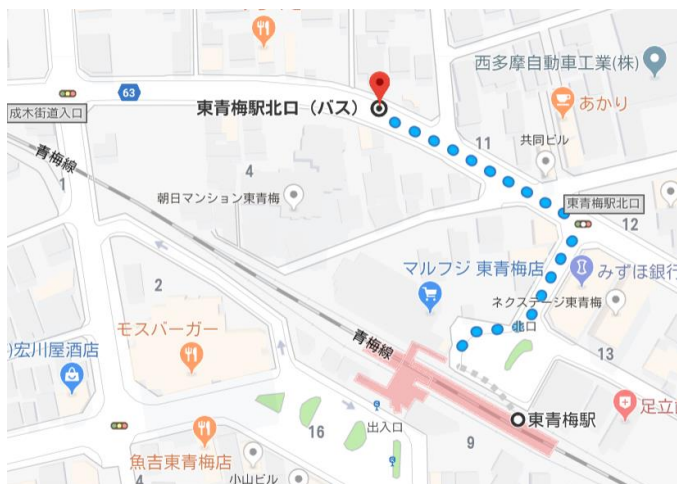 西多摩自動車工業(株)
63
東青梅駅北口（バス）
あかり
成木街道入口
11
共同ビル
青梅線
4
1
朝日マンション東青梅
東青梅駅北口
12
マルフジ 東青梅店
みずほ銀行
2
ネクステージ東青梅
北口
モスバーガー
青梅線
13
)宏川屋酒店
東青梅駅
足立
出入口
16
9
魚吉東青梅店
小山ビル
4